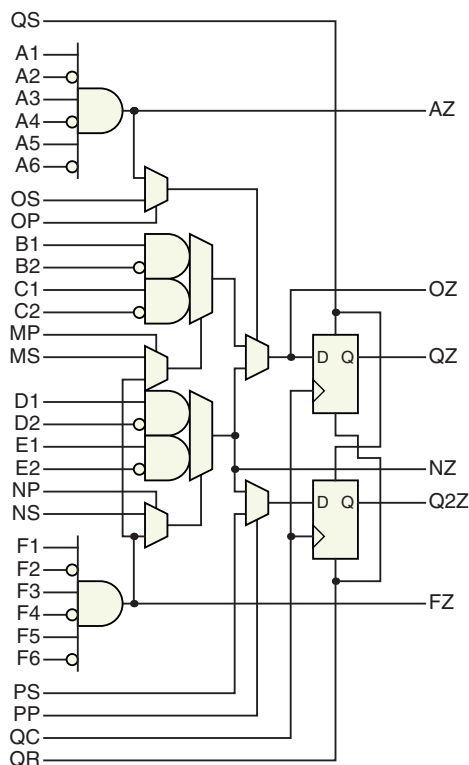 QS
A1
A2
A3
A4
A5
A6
AZ
OS
OP
B1
B2
C1
C2
OZ
MP
MS
D Q
QZ
D1
D2
E1
E2
NZ
NP
NS
D Q
Q2Z
F1
F2
F3
F4
F5
F6
FZ
PS
PP
QC
QR